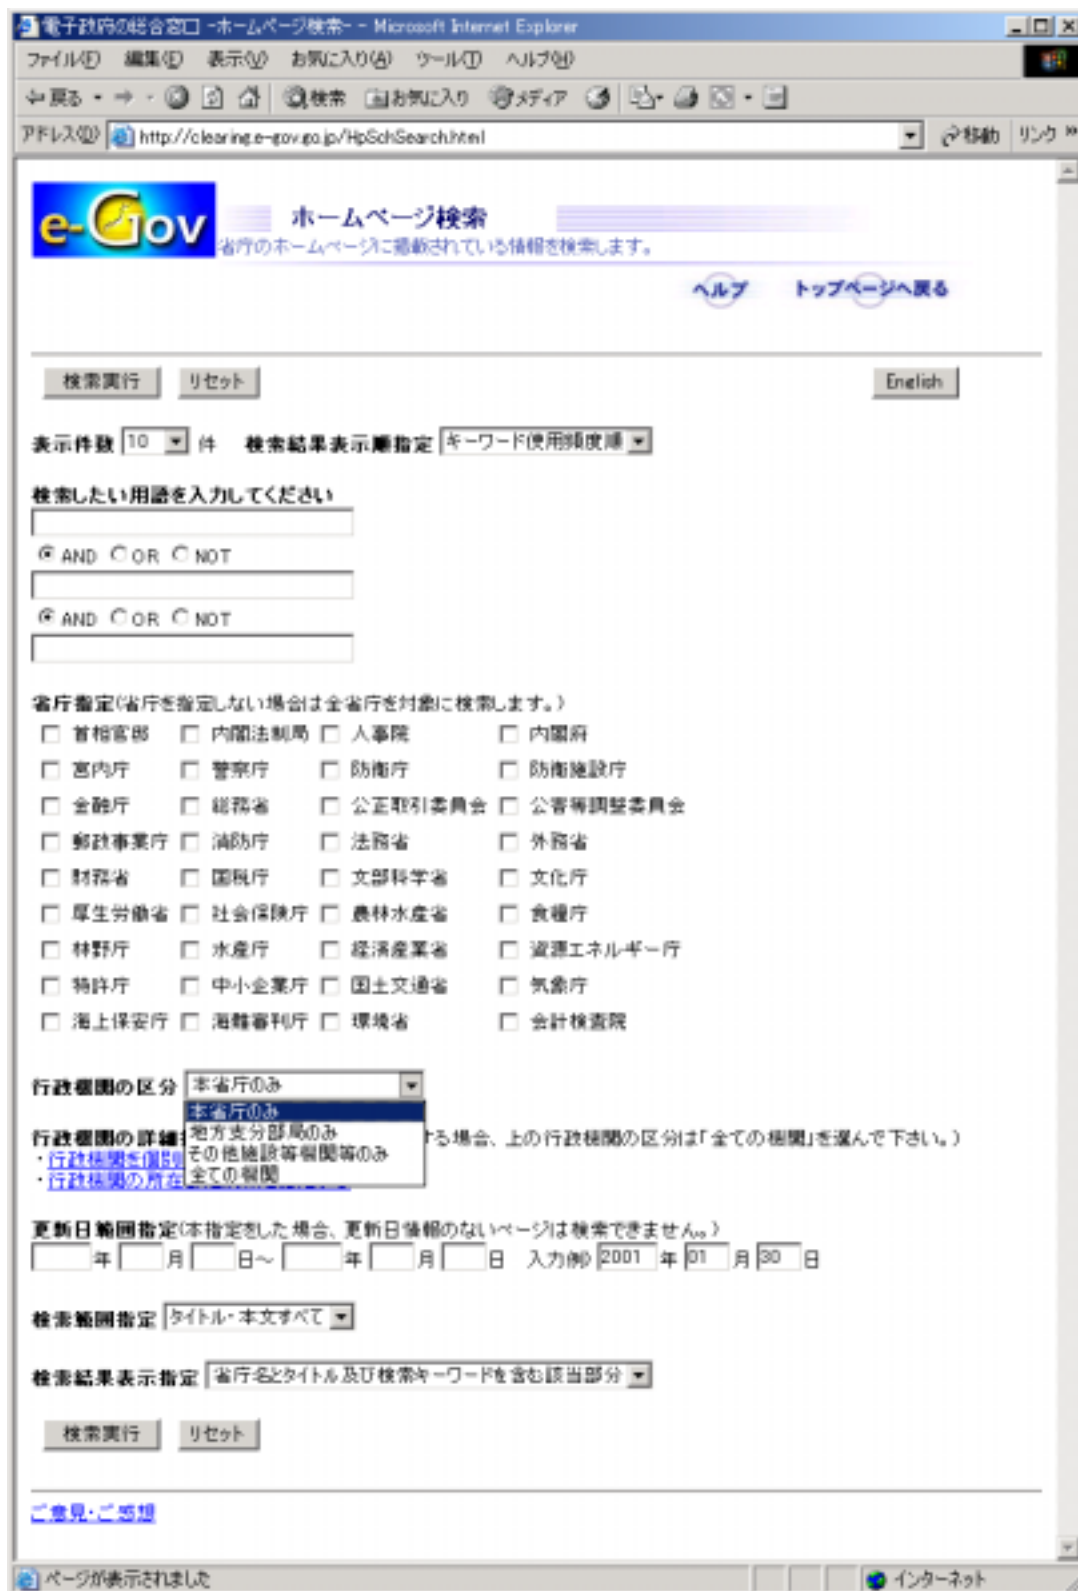 電子政府の総合窓口 -ホームページ検索- - Microsoft Internet Explorer
ファイル(F) 編集(E) 表示(V) お気に入り(A) ツール(T) ヘルプ(H)
戻る 検索 お気に入り メディア
アドレス(D) http://clearing.e-gov.go.jp/HpSchSearch.html 移動 リンク »
e-Gov ホームページ検索
省庁のホームページに掲載されている情報を検索します。
ヘルプ トップページへ戻る
検索実行 リセット English
表示件数 10 件 検索結果表示順指定 キーワード使用頻度順
検索したい用語を入力してください
AND OR NOT
AND OR NOT
省庁指定(省庁を指定しない場合は全省庁を対象に検索します。)
首相官邸 内閣法制局 人事院 内閣府
宮内庁 警察庁 防衛庁 防衛施設庁
金融庁 総務省 公正取引委員会 公害等調整委員会
郵政事業庁 消防庁 法務省 外務省
財務省 国税庁 文部科学省 文化庁
厚生労働省 社会保険庁 農林水産省 食糧庁
林野庁 水産庁 経済産業省 資源エネルギー庁
特許庁 中小企業庁 国土交通省 気象庁
海上保安庁 海難審判庁 環境省 会計検査院
行政機関の区分 本省庁のみ
本省庁のみ
地方支分部局のみ
その他施設等機関等のみ
全ての機関
行政機関の詳細 する場合、上の行政機関の区分は「全ての機関」を選んで下さい。)
・行政機関を個別
・行政機関の所在
更新日範囲指定(本指定をした場合、更新日情報のないページは検索できません。)
年 月 日～ 年 月 日 入力例) 2001 年 01 月 30 日
検索範囲指定 タイトル・本文すべて
検索結果表示指定 省庁名とタイトル及び検索キーワードを含む該当部分
検索実行 リセット
ご意見・ご感想
ページが表示されました インターネット